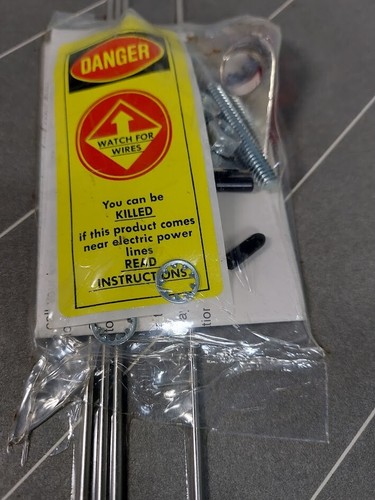 DANGER
WATCH FOR
WIRES
You can be
KILLED
if this product comes
near electric power
lines
READ
INSTRUCTIONS